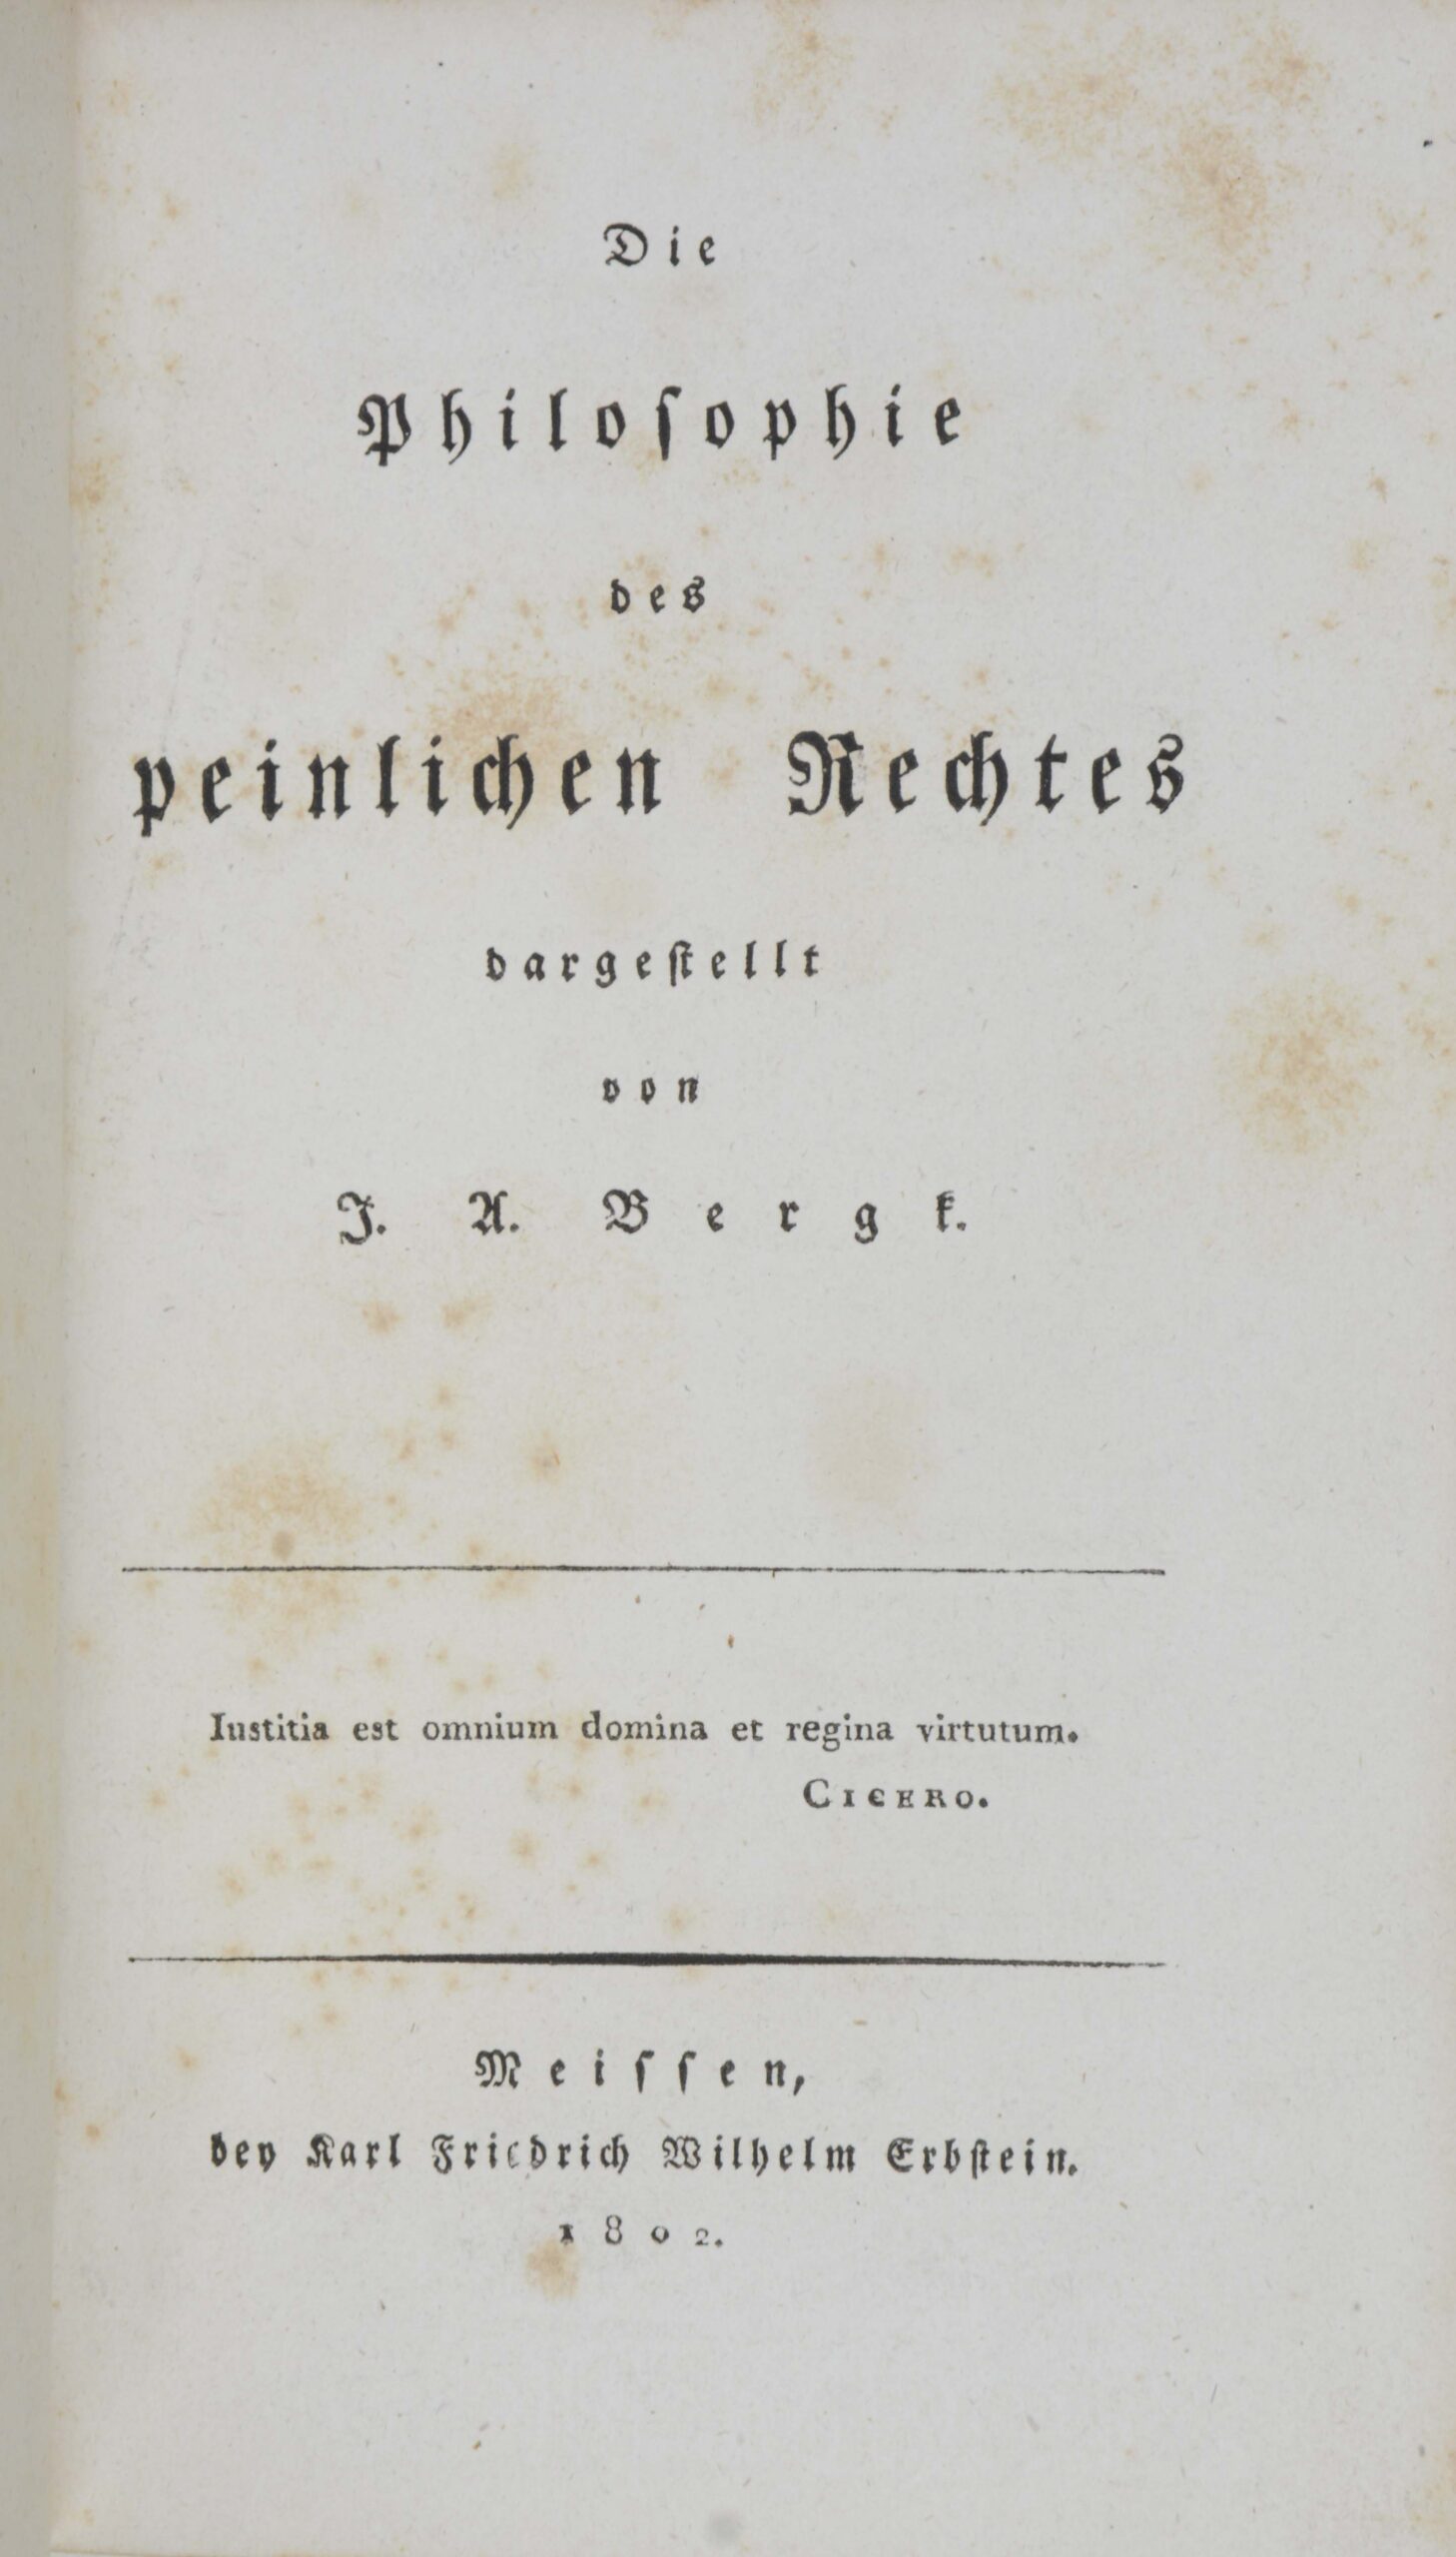 Die
Philoſophie
des
peinlichen Rechtes
dargeſtellt
von
J. A. Bergk.
Iustitia est omnium domina et regina virtutum.
CICERO.
Meiſſen,
bey Karl Friedrich Wilhelm Erbſtein.
1802.